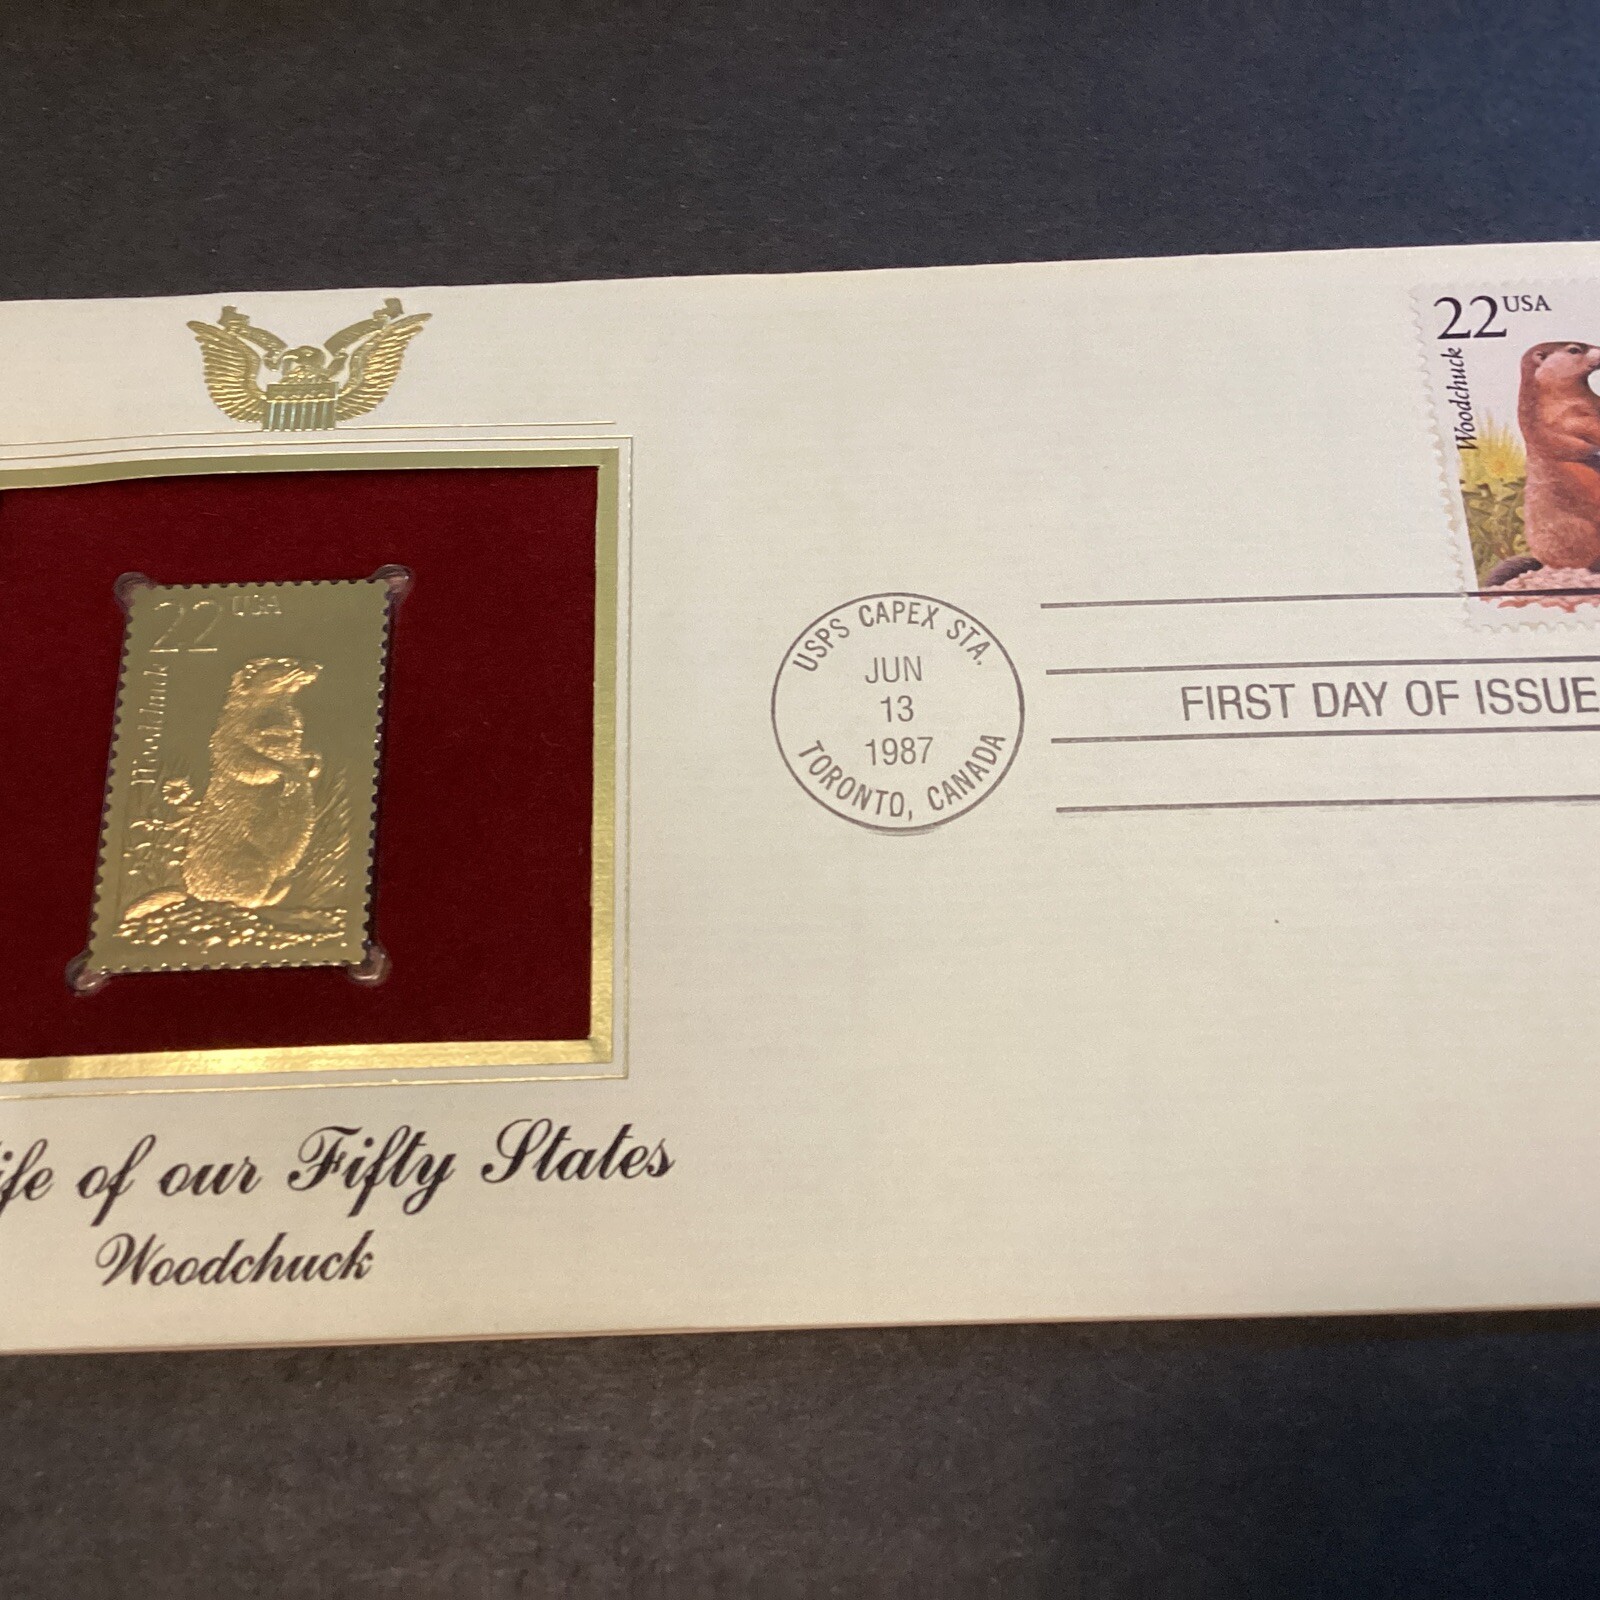 22 USA
Woodchuck
22 USA
Woodchuck
USPS CAPEX STA.
JUN
13
1987
TORONTO, CANADA
FIRST DAY OF ISSUE
ife of our Fifty States
Woodchuck